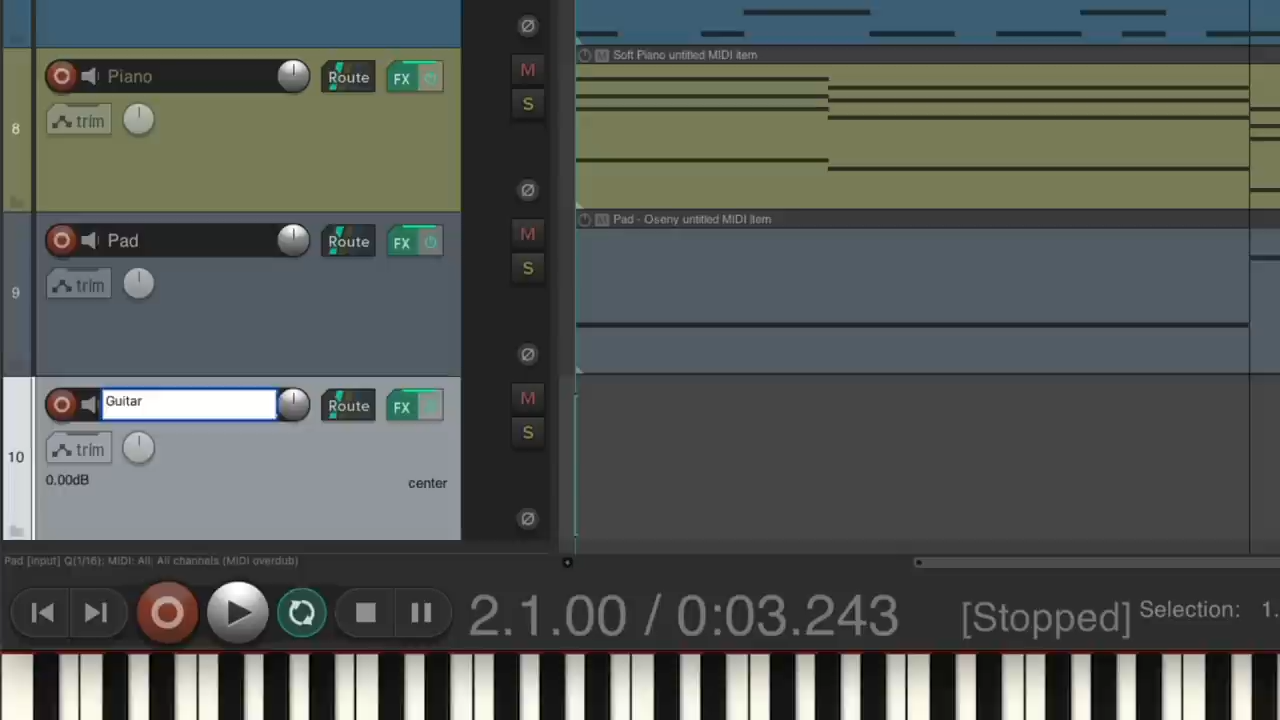 Soft Piano untitled MIDI item
8
Piano
Route
FX
M
S
trim
Pad - Oseny untitled MIDI item
9
Pad
Route
FX
M
S
trim
10
Guitar
Route
FX
M
S
trim
0.00dB
center
Pad [input] Q(1/16): MIDI: All: All channels (MIDI overdub)
2.1.00 / 0:03.243
[Stopped]
Selection:
1.